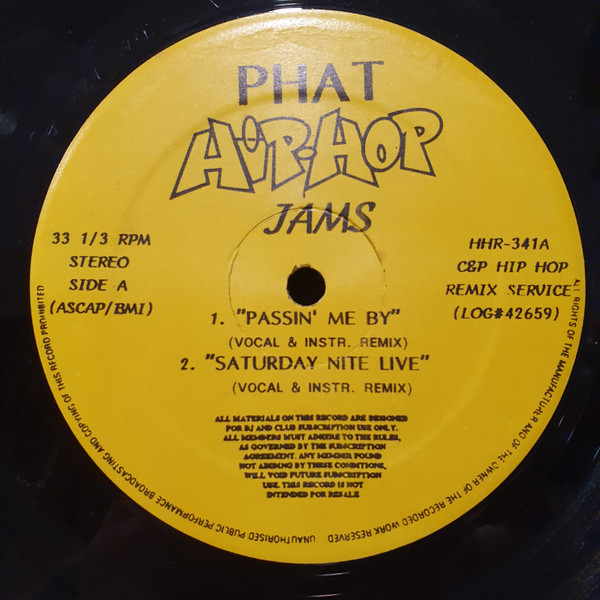 PHAT
HIP-HOP
JAMS
33 1/3 RPM
STEREO
SIDE A
(ASCAP/BMI)
HHR-341A
C&P HIP HOP
REMIX SERVICE
(LOG#42659)
1. "PASSIN' ME BY"
(VOCAL & INSTR. REMIX)
2. "SATURDAY NITE LIVE"
(VOCAL & INSTR. REMIX)
ALL MATERIALS ON THIS RECORD ARE DESIGNED
FOR DJ AND CLUB SUBSCRIPTION USE ONLY.
ALL MEMBERS MUST ADHERE TO THE RULES,
AS GOVERNED BY THE SUBSCRIPTION
AGREEMENT. ANY MEMBER FOUND
NOT ABIDING BY THESE CONDITIONS,
WILL VOID FUTURE SUBSCRIPTION
USE. THIS RECORD IS NOT
INTENDED FOR RESALE
ALL RIGHTS OF THE MANUFACTURER AND OF THE OWNER OF THE RECORDED WORK RESERVED UNAUTHORISED PUBLIC PERFORMANCE BROADCASTING AND COPYING OF THIS RECORD PROHIBITED